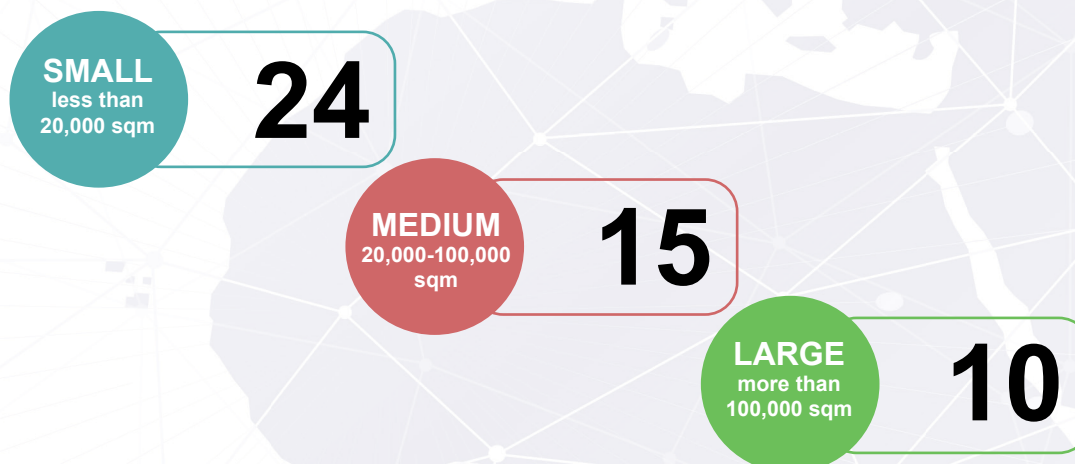 SMALL
less than
20,000 sqm
24
MEDIUM
20,000-100,000
sqm
15
LARGE
more than
100,000 sqm
10